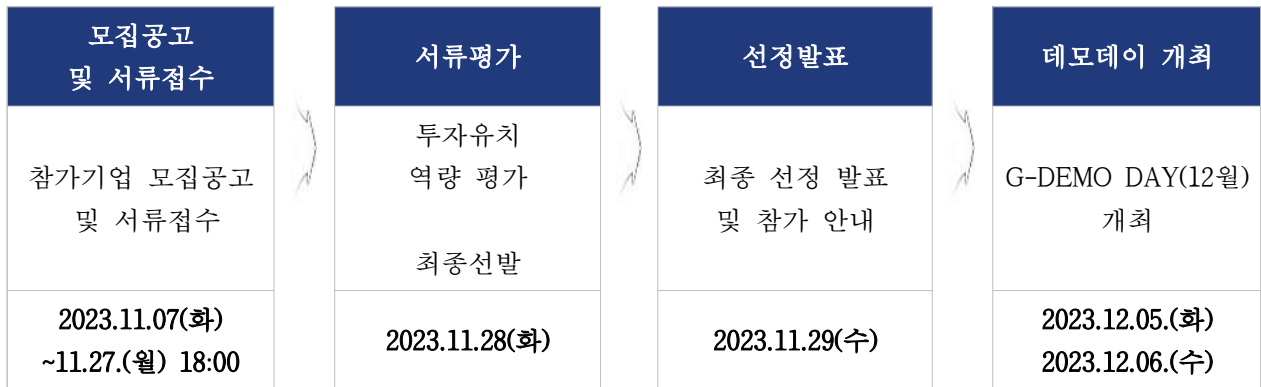 모집공고
및 서류접수
참가기업 모집공고
및 서류접수
2023.11.07(화)
~11.27.(월) 18:00
서류평가
투자유치
역량 평가
최종선발
2023.11.28(화)
선정발표
최종 선정 발표
및 참가 안내
2023.11.29(수)
데모데이 개최
G-DEMO DAY(12월)
개최
2023.12.05.(화)
2023.12.06.(수)